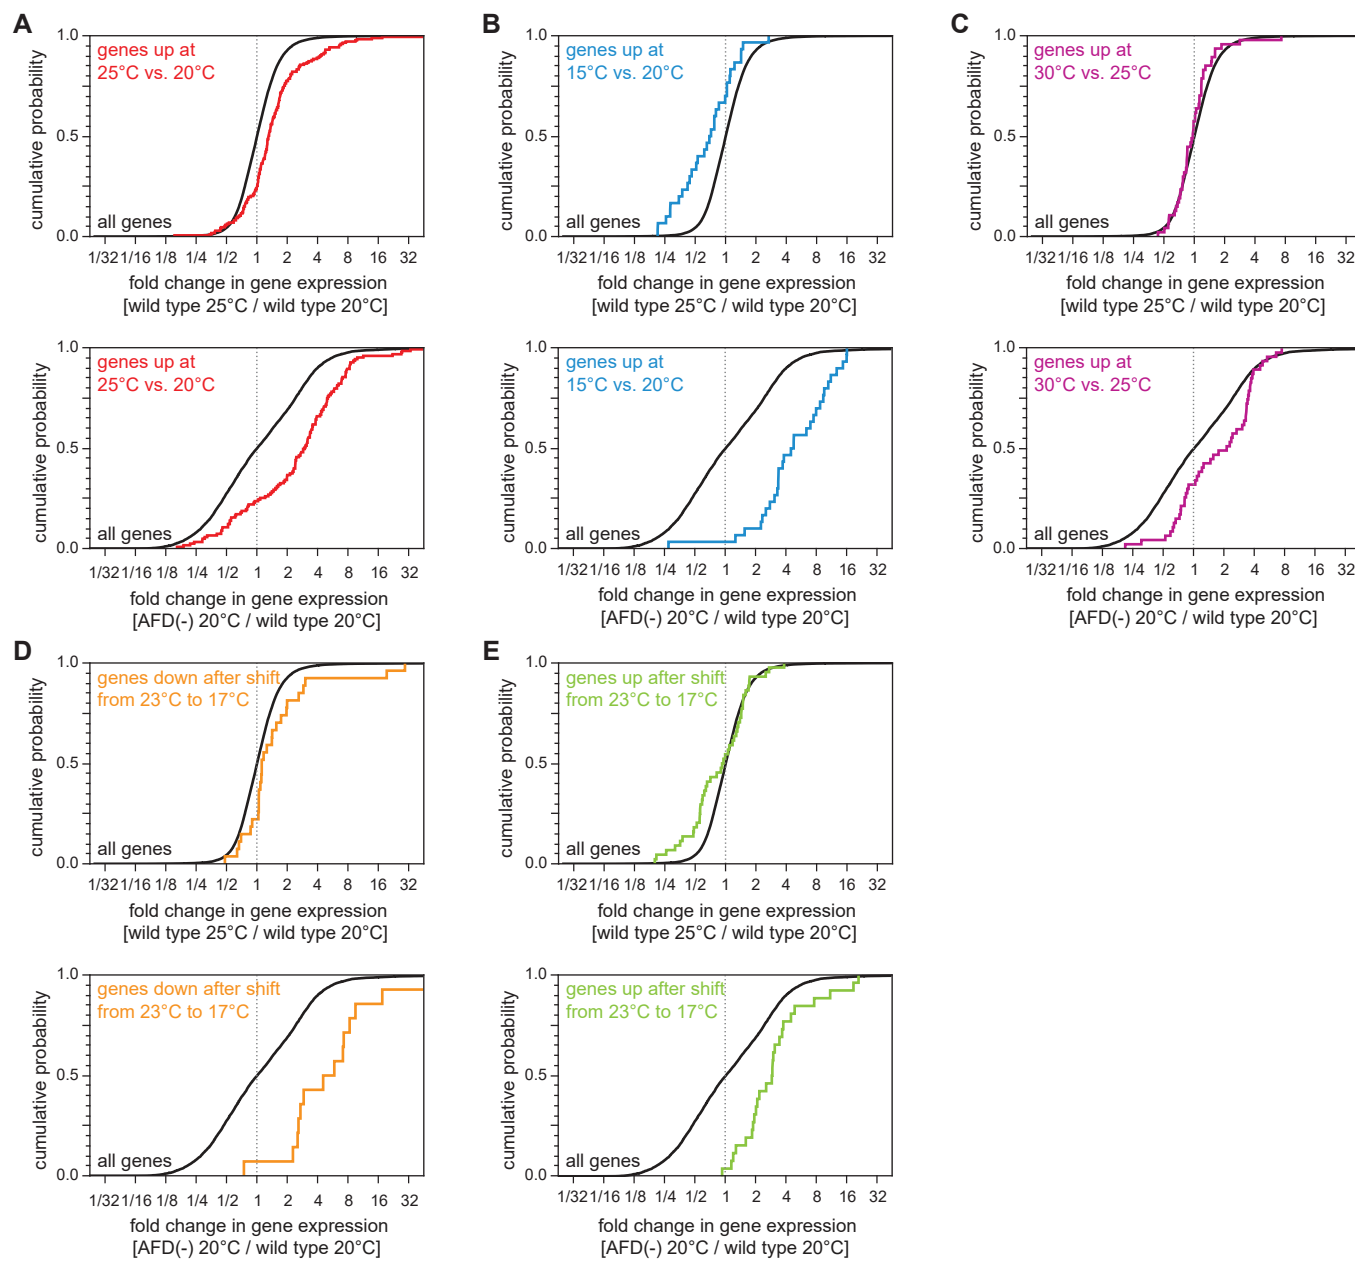 A
1.0
0.5
0.0
cumulative probability
genes up at
25°C vs. 20°C
all genes
1/32 1/16 1/8 1/4 1/2 1 2 4 8 16 32
fold change in gene expression
[wild type 25°C / wild type 20°C]
1.0
0.5
0.0
cumulative probability
genes up at
25°C vs. 20°C
all genes
1/32 1/16 1/8 1/4 1/2 1 2 4 8 16 32
fold change in gene expression
[AFD(-) 20°C / wild type 20°C]
B
1.0
0.5
0.0
cumulative probability
genes up at
15°C vs. 20°C
all genes
1/32 1/16 1/8 1/4 1/2 1 2 4 8 16 32
fold change in gene expression
[wild type 25°C / wild type 20°C]
1.0
0.5
0.0
cumulative probability
genes up at
15°C vs. 20°C
all genes
1/32 1/16 1/8 1/4 1/2 1 2 4 8 16 32
fold change in gene expression
[AFD(-) 20°C / wild type 20°C]
C
1.0
0.5
0.0
cumulative probability
genes up at
30°C vs. 25°C
all genes
1/32 1/16 1/8 1/4 1/2 1 2 4 8 16 32
fold change in gene expression
[wild type 25°C / wild type 20°C]
1.0
0.5
0.0
cumulative probability
genes up at
30°C vs. 25°C
all genes
1/32 1/16 1/8 1/4 1/2 1 2 4 8 16 32
fold change in gene expression
[AFD(-) 20°C / wild type 20°C]
D
1.0
0.5
0.0
cumulative probability
genes down after shift
from 23°C to 17°C
all genes
1/32 1/16 1/8 1/4 1/2 1 2 4 8 16 32
fold change in gene expression
[wild type 25°C / wild type 20°C]
1.0
0.5
0.0
cumulative probability
genes down after shift
from 23°C to 17°C
all genes
1/32 1/16 1/8 1/4 1/2 1 2 4 8 16 32
fold change in gene expression
[AFD(-) 20°C / wild type 20°C]
E
1.0
0.5
0.0
cumulative probability
genes up after shift
from 23°C to 17°C
all genes
1/32 1/16 1/8 1/4 1/2 1 2 4 8 16 32
fold change in gene expression
[wild type 25°C / wild type 20°C]
1.0
0.5
0.0
cumulative probability
genes up after shift
from 23°C to 17°C
all genes
1/32 1/16 1/8 1/4 1/2 1 2 4 8 16 32
fold change in gene expression
[AFD(-) 20°C / wild type 20°C]